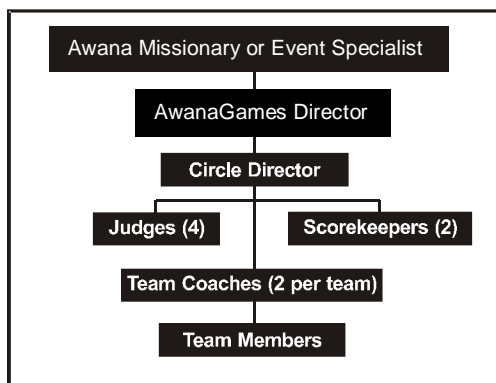 Awana Missionary or Event Specialist
AwanaGames Director
Circle Director
Judges (4)
Scorekeepers (2)
Team Coaches (2 per team)
Team Members